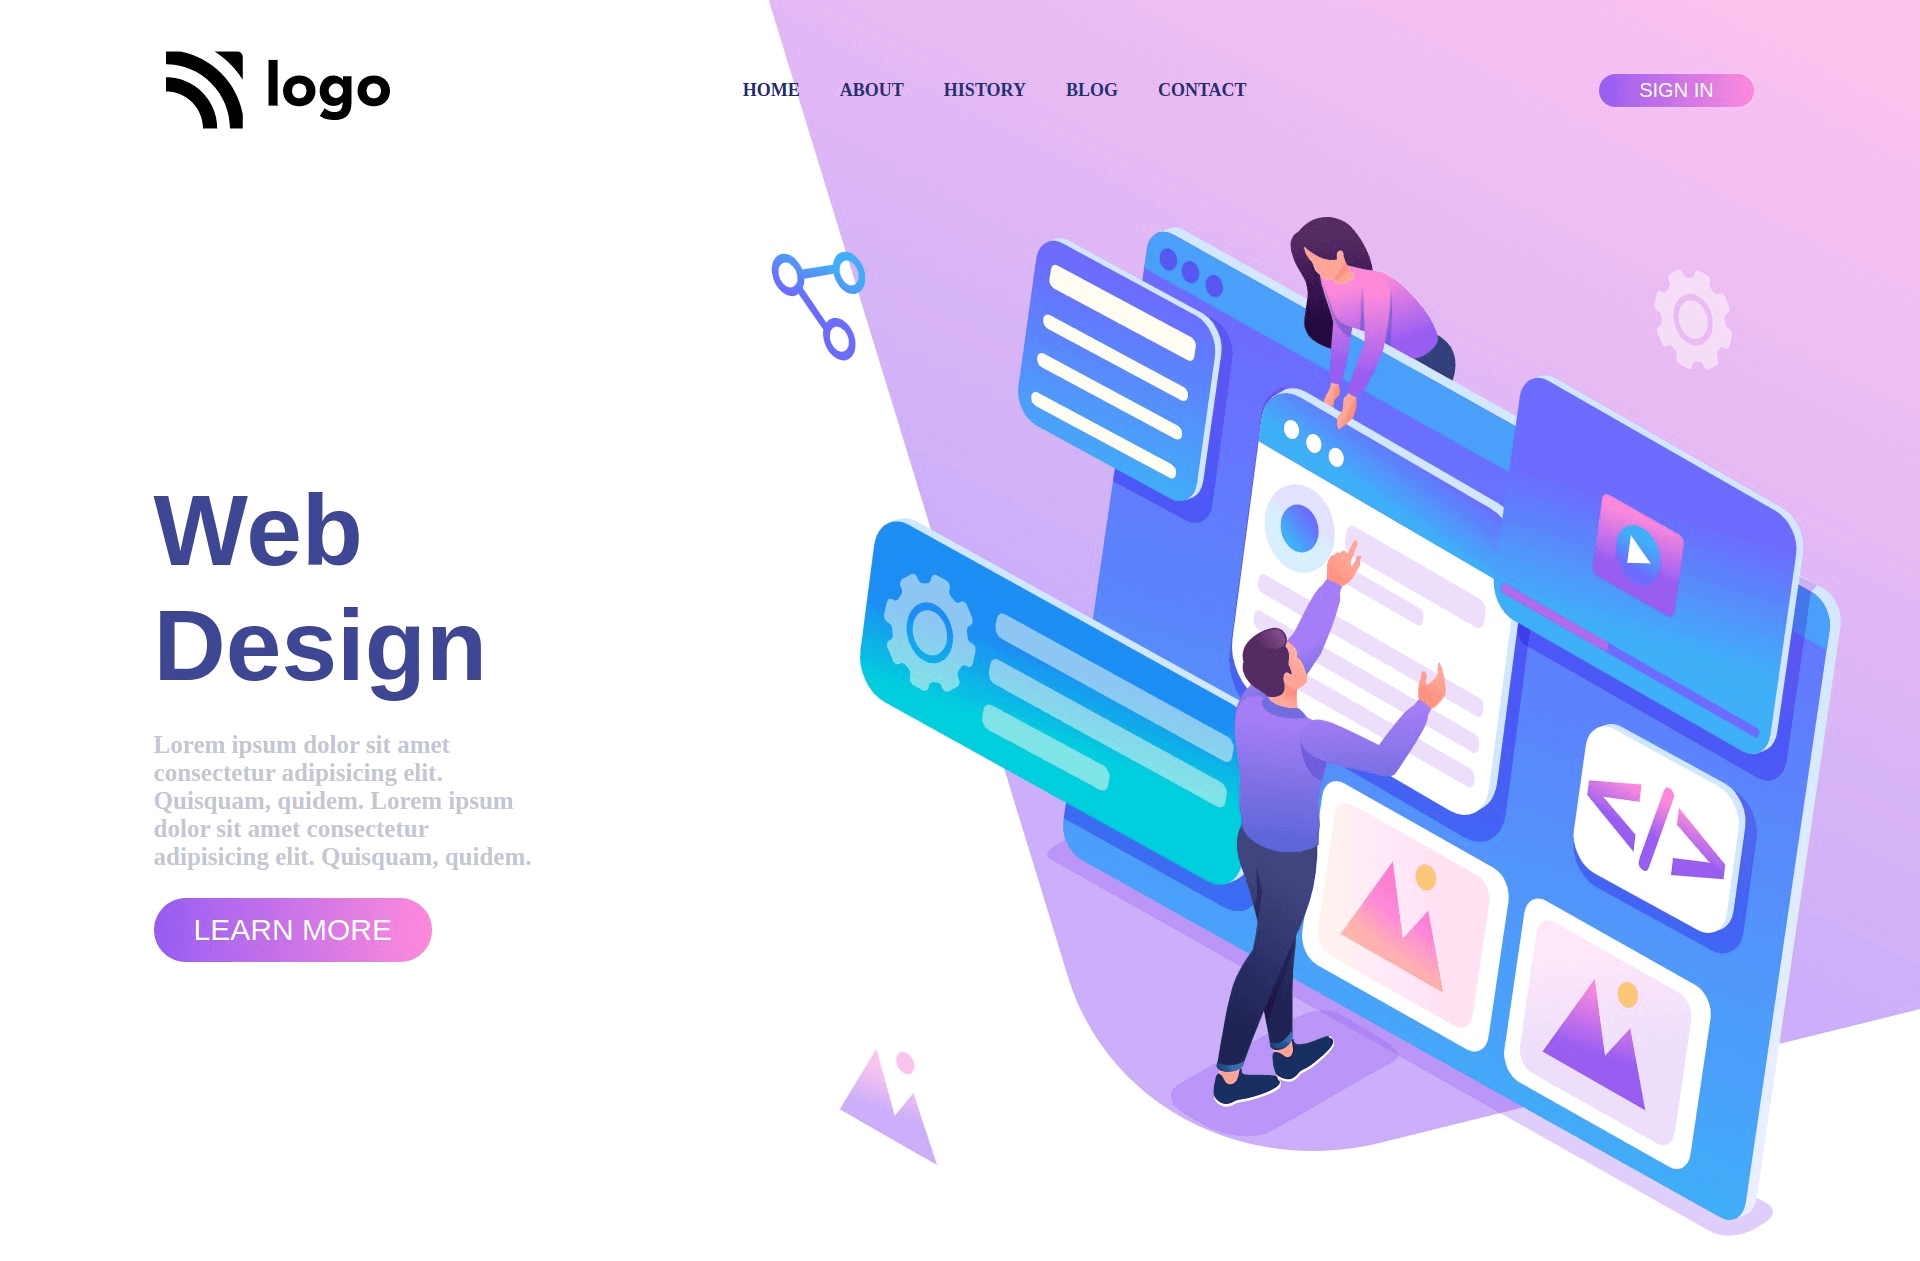 logo
HOME ABOUT HISTORY BLOG CONTACT
SIGN IN
Web
Design
Lorem ipsum dolor sit amet
consectetur adipisicing elit.
Quisquam, quidem. Lorem ipsum
dolor sit amet consectetur
adipisicing elit. Quisquam, quidem.
LEARN MORE
</>